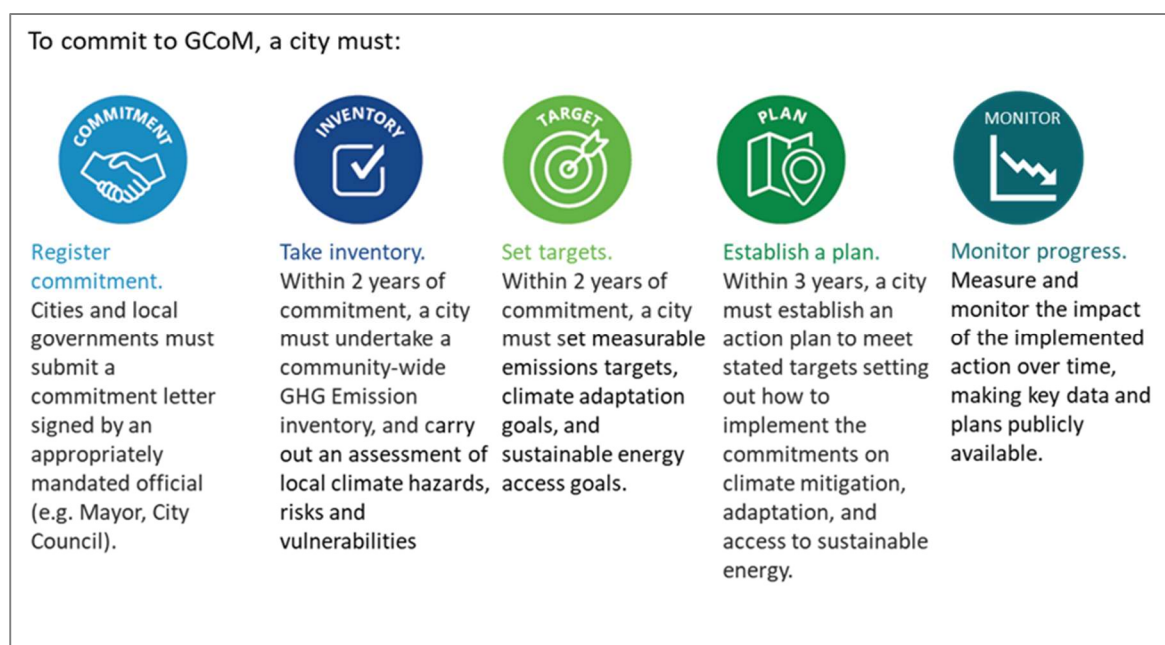 To commit to GCoM, a city must:
COMMITMENT
Register
commitment.
Cities and local
governments must
submit a
commitment letter
signed by an
appropriately
mandated official
(e.g. Mayor, City
Council).
INVENTORY
Take inventory.
Within 2 years of
commitment, a city
must undertake a
community-wide
GHG Emission
inventory, and carry
out an assessment of
local climate hazards,
risks and
vulnerabilities
TARGET
Set targets.
Within 2 years of
commitment, a city
must set measurable
emissions targets,
climate adaptation
goals, and
sustainable energy
access goals.
PLAN
Establish a plan.
Within 3 years, a city
must establish an
action plan to meet
stated targets setting
out how to
implement the
commitments on
climate mitigation,
adaptation, and
access to sustainable
energy.
MONITOR
Monitor progress.
Measure and
monitor the impact
of the implemented
action over time,
making key data and
plans publicly
available.